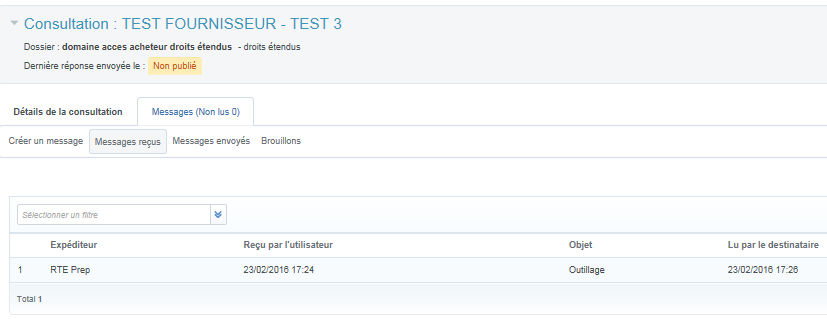 Consultation : TEST FOURNISSEUR - TEST 3
Dossier : domaine acces acheteur droits étendus - droits étendus
Dernière réponse envoyée le : Non publié
Détails de la consultation Messages (Non lus 0)
Créer un message Messages reçus Messages envoyés Brouillons
Sélectionner un filtre
Expéditeur Reçu par l'utilisateur Objet Lu par le destinataire
1 RTE Prep 23/02/2016 17:24 Outillage 23/02/2016 17:26
Total 1